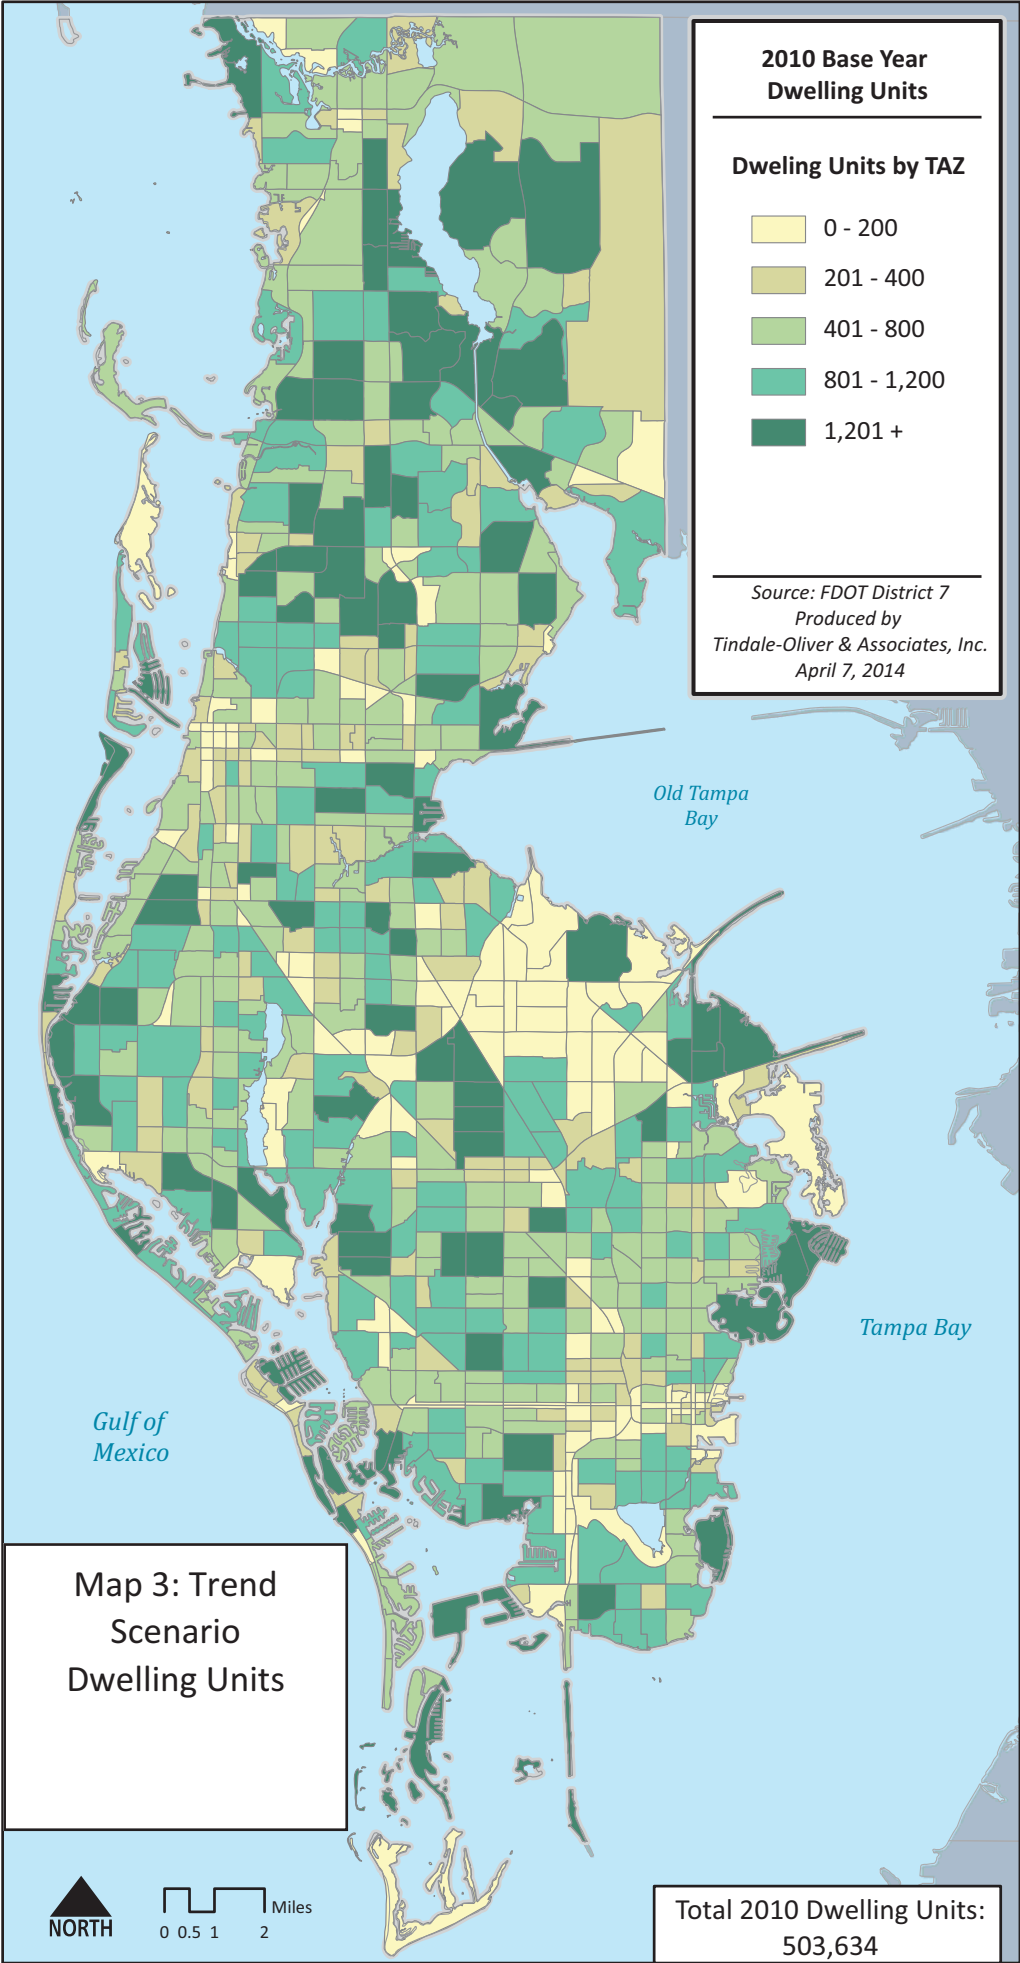 2010 Base Year
Dwelling Units
Dweling Units by TAZ
0 - 200
201 - 400
401 - 800
801 - 1,200
1,201 +
Source: FDOT District 7
Produced by
Tindale-Oliver & Associates, Inc.
April 7, 2014
Old Tampa
Bay
Tampa Bay
Gulf of
Mexico
Map 3: Trend
Scenario
Dwelling Units
NORTH
Miles
0 0.5 1 2
Total 2010 Dwelling Units:
503,634